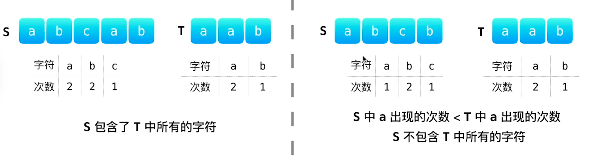 S a b c a b T a a b
字符 a b c 字符 a b
次数 2 2 1 次数 2 1
S 包含了 T 中所有的字符
S a b c b T a a b
字符 a b c 字符 a b
次数 1 2 1 次数 2 1
S 中 a 出现的次数 < T 中 a 出现的次数
S 不包含 T 中所有的字符